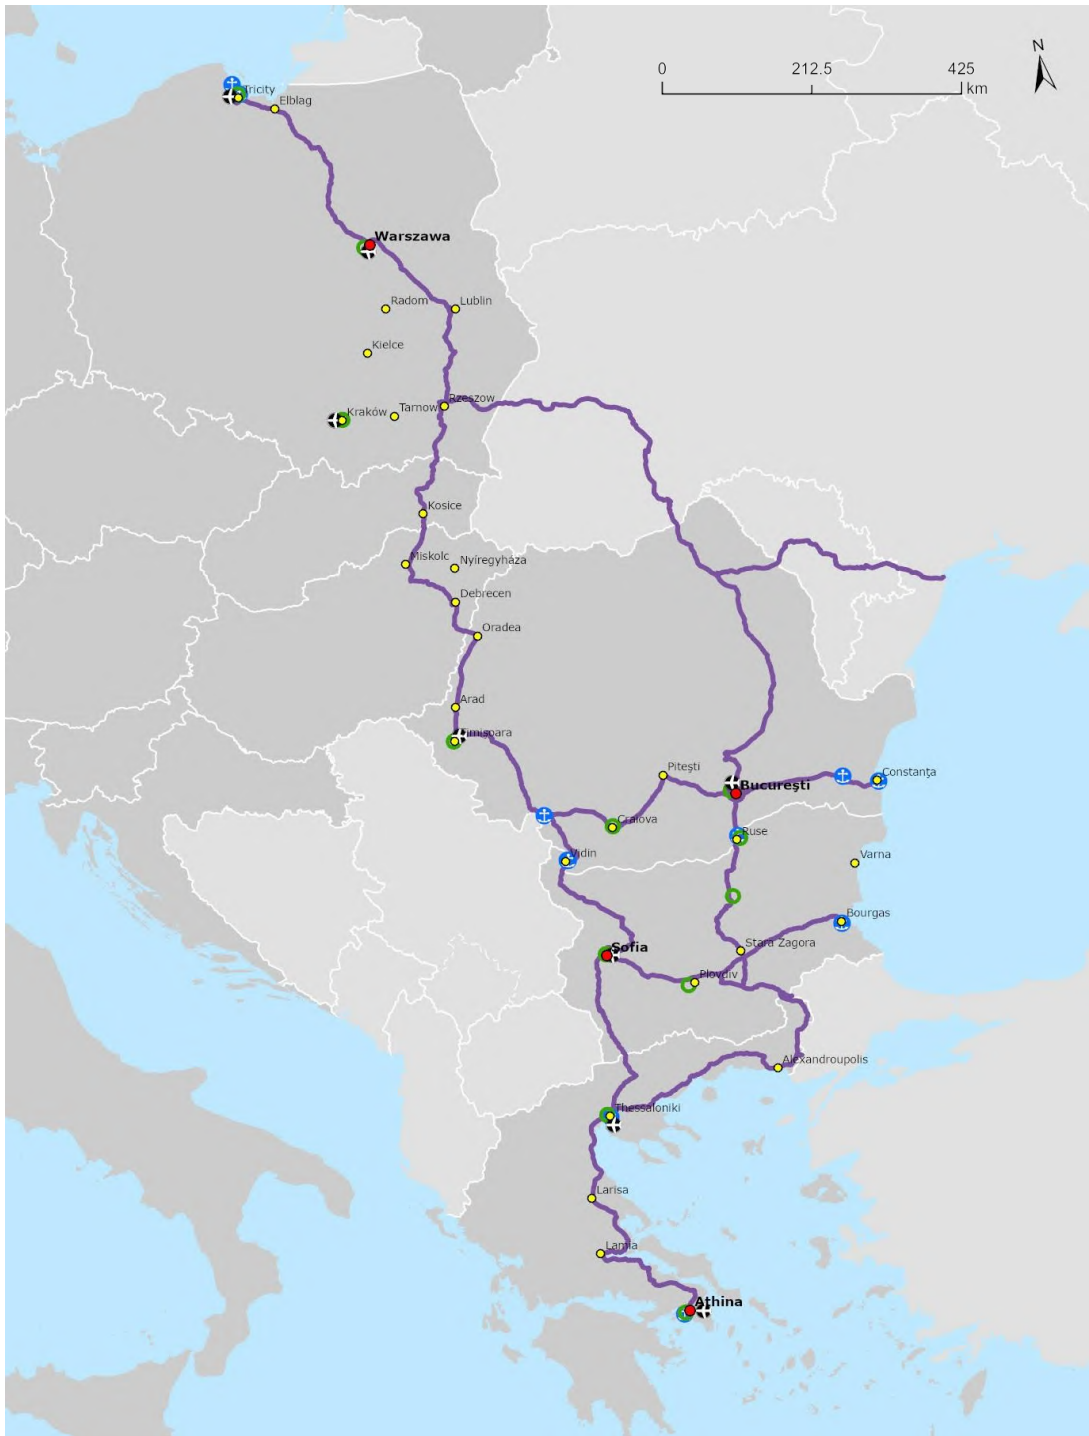 N
0 212.5 425
km
Tricity
Elblag
Warszawa
Radom
Lublin
Kielce
Kraków
Tarnow
Rzeszow
Kosice
Miskolc
Nyíregyháza
Debrecen
Oradea
Arad
Timişoara
Piteşti
Constanţa
Bucureşti
Craiova
Ruse
Vidin
Varna
Bourgas
Sofia
Stara Zagora
Plovdiv
Alexandroupolis
Thessaloniki
Larisa
Lamia
Athina